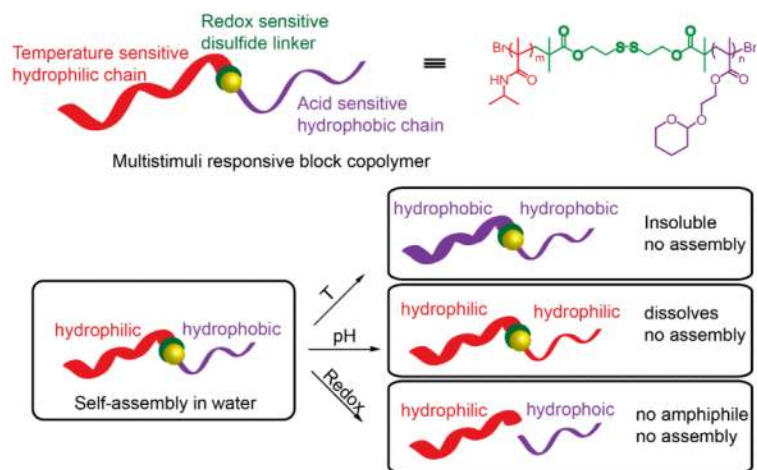 Redox sensitive
disulfide linker
Temperature sensitive
hydrophilic chain
Acid sensitive
hydrophobic chain
Multistimuli responsive block copolymer
≡
Br
m
O
O
S-S
O
O
Br
n
HN
O
O
O
O
O
hydrophilic
hydrophobic
Self-assembly in water
T
pH
Redox
hydrophobic hydrophobic
Insoluble
no assembly
hydrophilic
hydrophilic
dissolves
no assembly
hydrophilic
hydrophoic
no amphiphile
no assembly